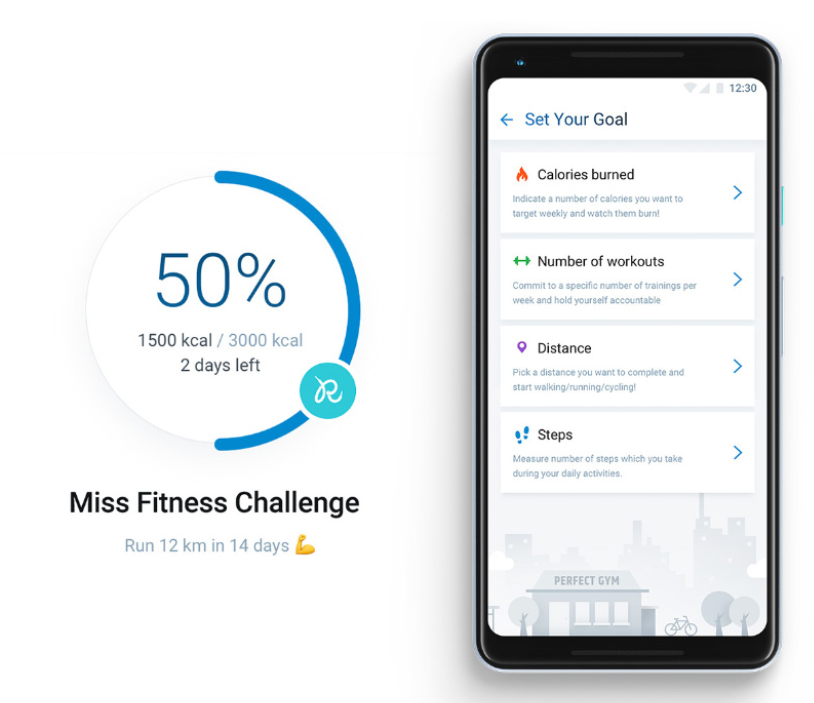 50%
1500 kcal / 3000 kcal
2 days left
Miss Fitness Challenge
Run 12 km in 14 days 💪
12:30
Set Your Goal
Calories burned
Indicate a number of calories you want to
target weekly and watch them burn!
Number of workouts
Commit to a specific number of trainings per
week and hold yourself accountable
Distance
Pick a distance you want to complete and
start walking/running/cycling!
Steps
Measure number of steps which you take
during your daily activities.
PERFECT GYM